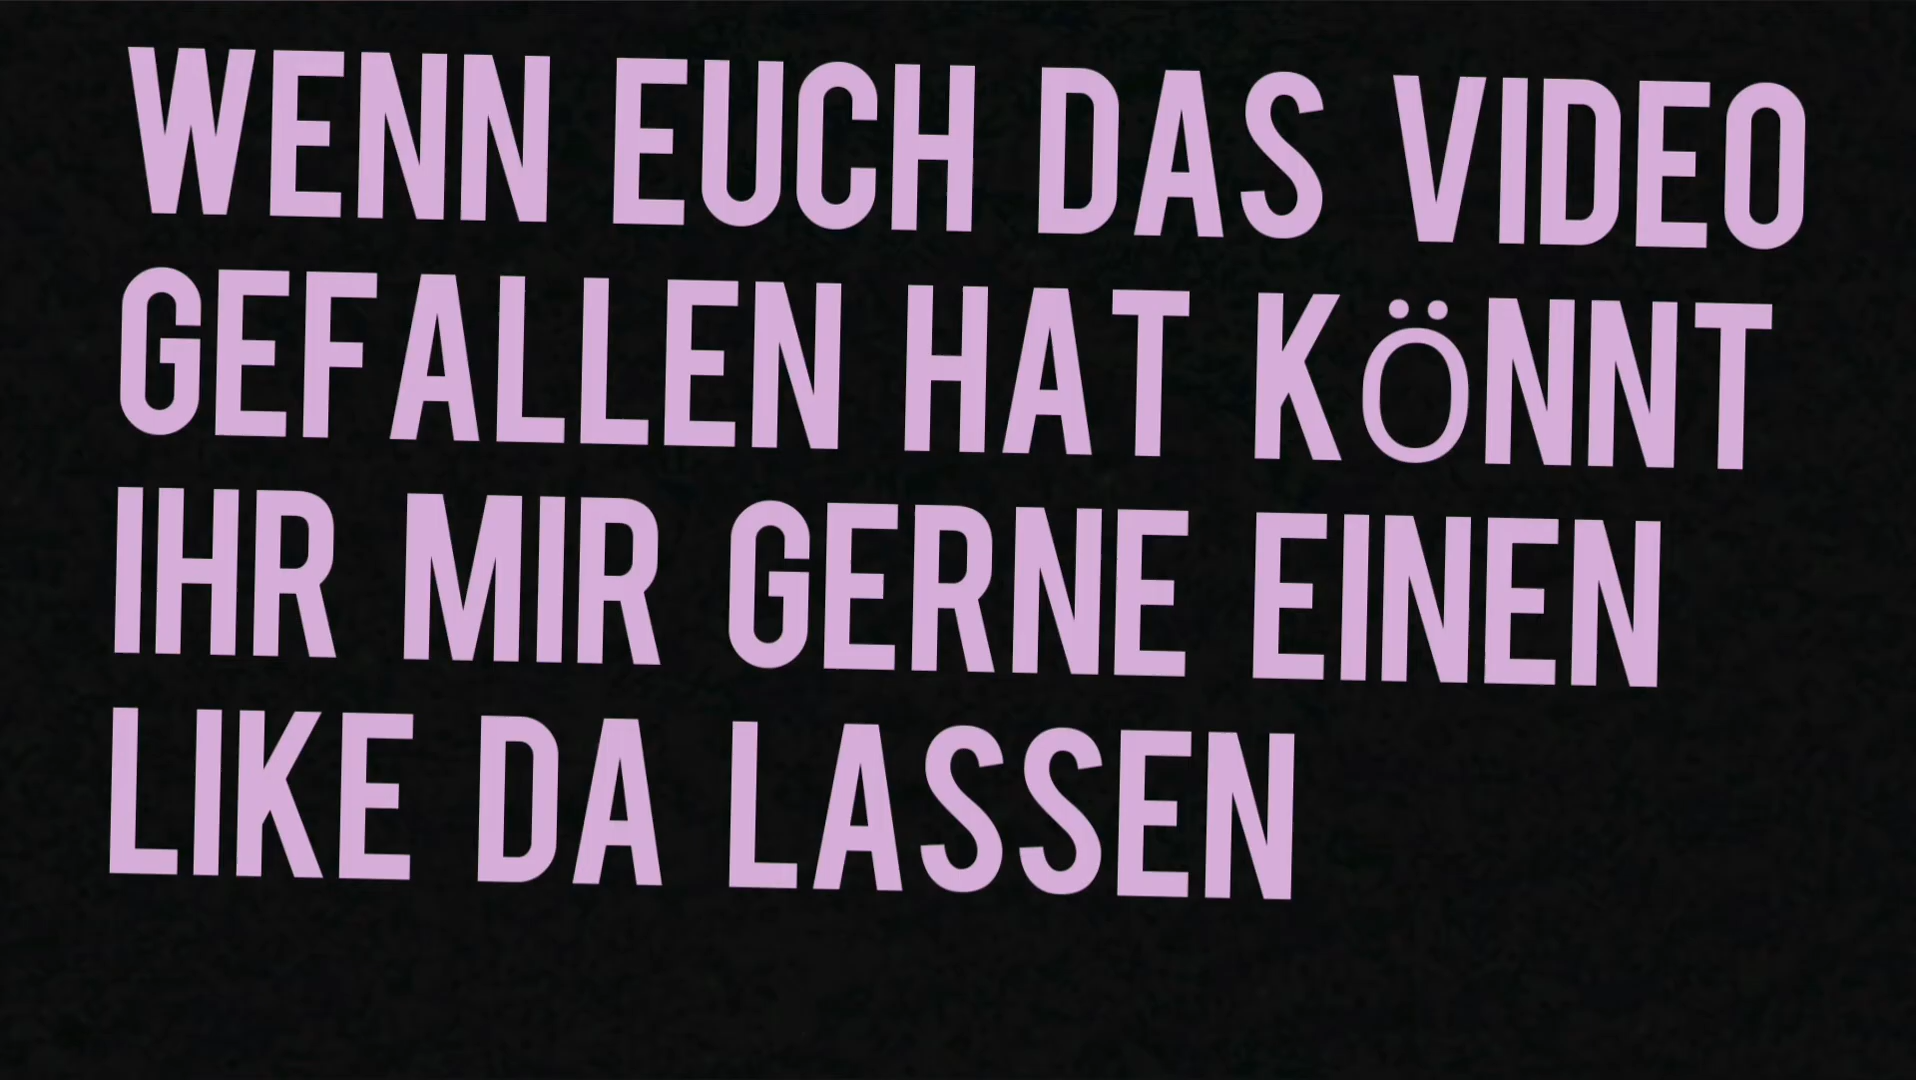 WENN EUCH DAS VIDEO
GEFALLEN HAT KÖNNT
IHR MIR GERNE EINEN
LIKE DA LASSEN